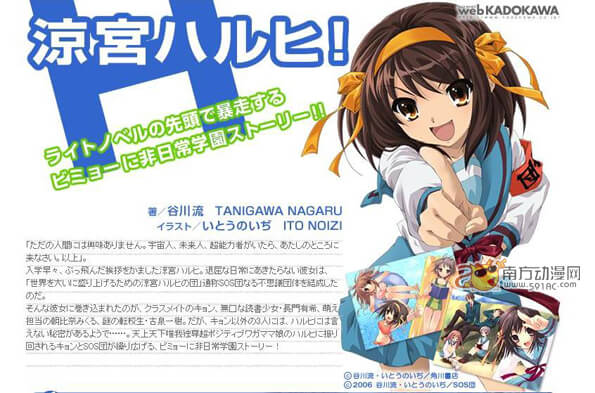 web KADOKAWA
涼宮ハルヒ!
ライトノベルの先頭で暴走する
ビミョーに非日常学園ストーリー!!
著/谷川流 TANIGAWA NAGARU
イラスト/いとうのいぢ ITO NOIZI
「ただの人間には興味ありません。宇宙人、未来人、超能力者がいたら、あたしのところに
来なさい。以上」。
入学早々、ぶっ飛んだ挨拶をかました涼宮ハルヒ。退屈な日常にあきたらない彼女は、
「世界を大いに盛り上げるための涼宮ハルヒの団」通称SOS団を結成した
のだ。
そんな彼女に巻き込まれたのが、クラスメイトのキョン、無口な読書少女・長門有希、萌え
担当の朝比奈みくる、謎の転校生・古泉一樹。だが、キョン以外の3人には、ハルヒには言
えない秘密があるようで……。天上天下唯我独尊超ポジティブワガママ娘のハルヒに振り
回されるキョンとSOS団が繰り広げる、ビミョーに非日常学園ストーリー!
団
南方动漫网
www.591AC.com
©谷川流・いとうのいぢ/角川書店
©2006 谷川流・いとうのいぢ/SOS団